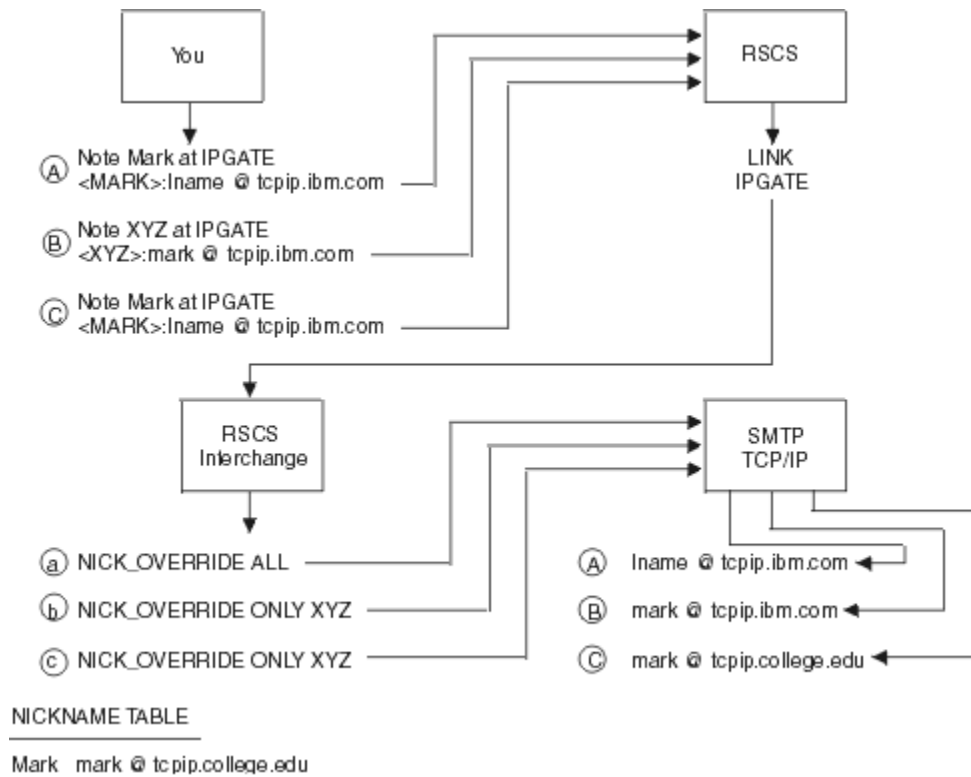 You
RSCS
A Note Mark at IPGATE
<MARK>:lname @ tcpip.ibm.com
LINK
IPGATE
B Note XYZ at IPGATE
<XYZ>:mark @ tcpip.ibm.com
C Note Mark at IPGATE
<MARK>:lname @ tcpip.ibm.com
RSCS
Interchange
SMTP
TCP/IP
a NICK_OVERRIDE ALL
A lname @ tcpip.ibm.com
b NICK_OVERRIDE ONLY XYZ
B mark @ tcpip.ibm.com
c NICK_OVERRIDE ONLY XYZ
C mark @ tcpip.college.edu
NICKNAME TABLE
Mark mark @ tcpip.college.edu